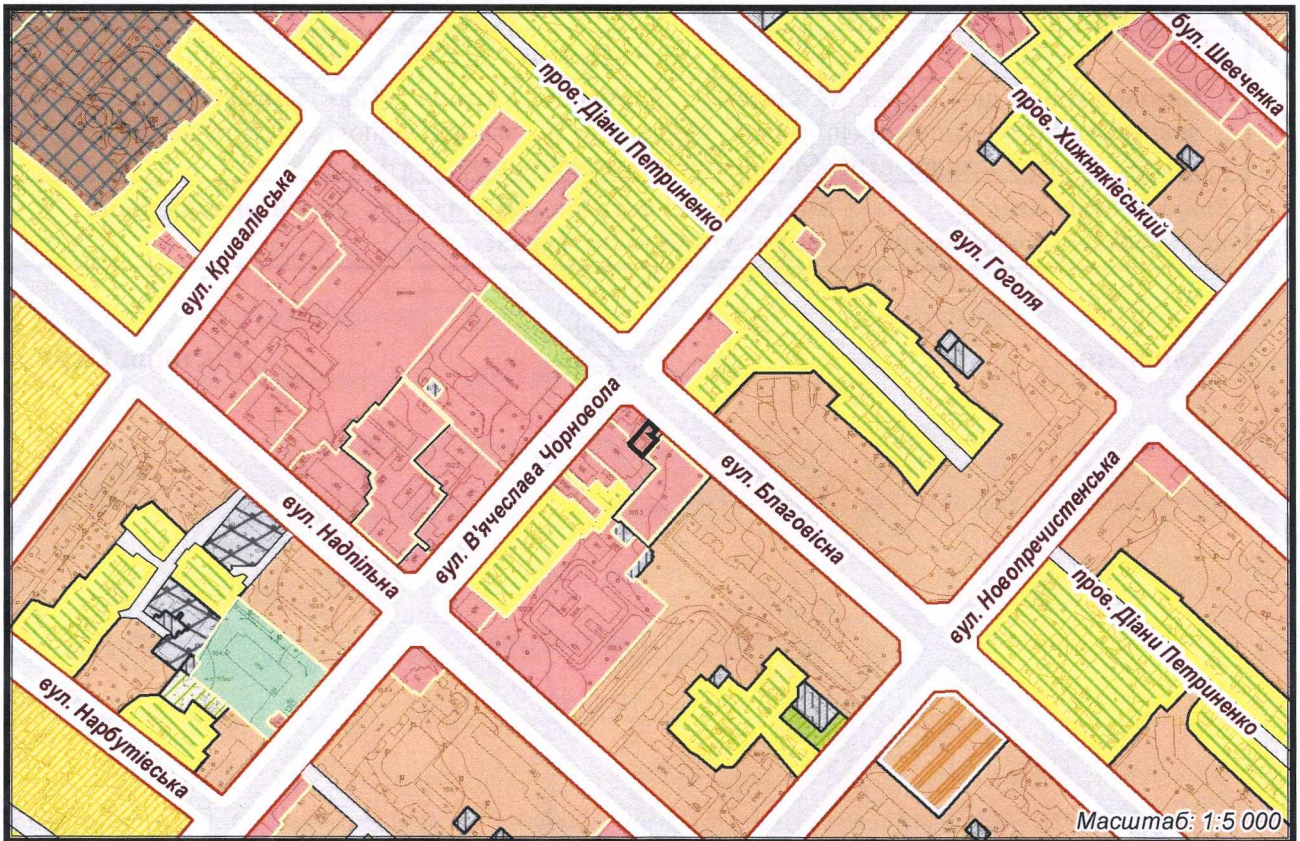 бул. Шевченка
пров. Діани Петриненко
пров. Хижняківський
вул. Кривалівська
вул. Гоголя
вул. В'ячеслава Чорновола
вул. Благовісна
вул. Надпільна
вул. Новопречистенська
пров. Діани Петриненко
вул. Нарбутівська
Масштаб: 1:5 000